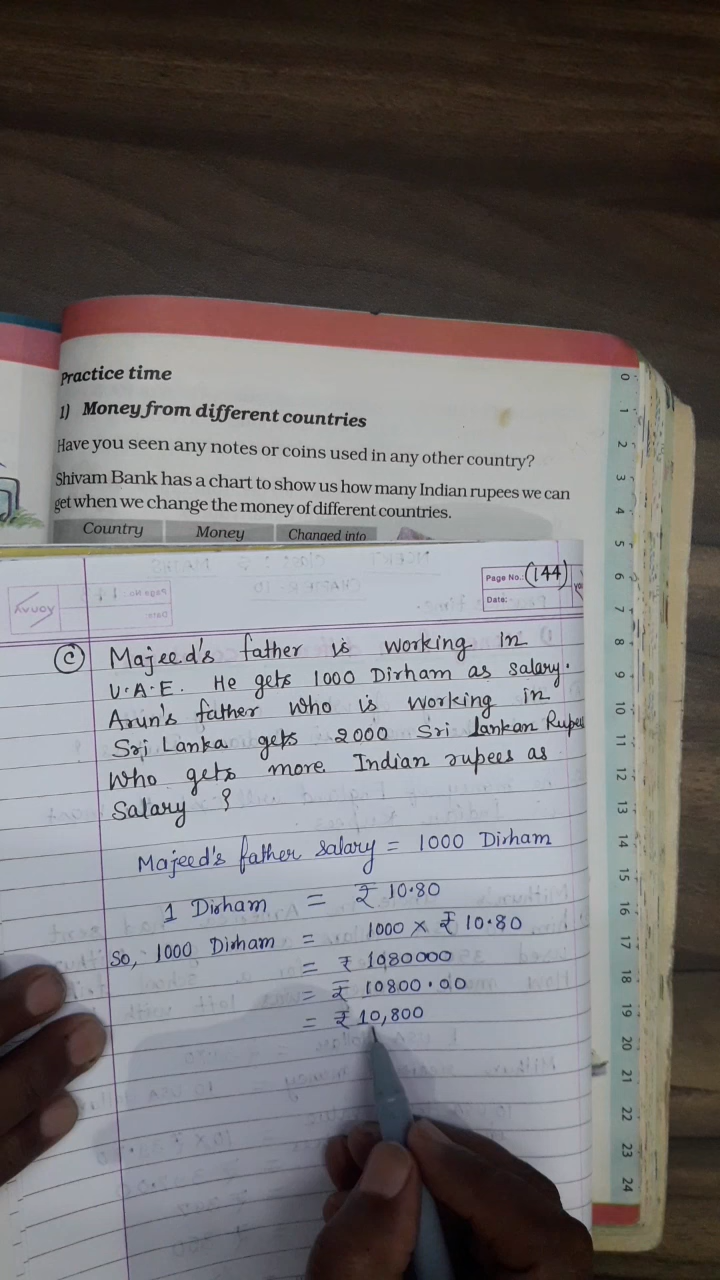 Practice time
1) Money from different countries
Have you seen any notes or coins used in any other country?
Shivam Bank has a chart to show us how many Indian rupees we can
get when we change the money of different countries.
Country Money Changed into
Page No.: (144)
Date:
(C) Majeed's father is working in
U.A.E. He gets 1000 Dirham as salary.
Arun's father who is working in
Sri Lanka gets 2000 Sri Lankan Rupees
Who gets more Indian rupees as
Salary ?
Majeed's father salary = 1000 Dirham
1 Dirham = ₹ 10.80
So, 1000 Dirham = 1000 × ₹ 10.80
= ₹ 1080000
= ₹ 10800.00
= ₹ 10,800
0
1
2
3
4
5
6
7
8
9
10
11
12
13
14
15
16
17
18
19
20
21
22
23
24